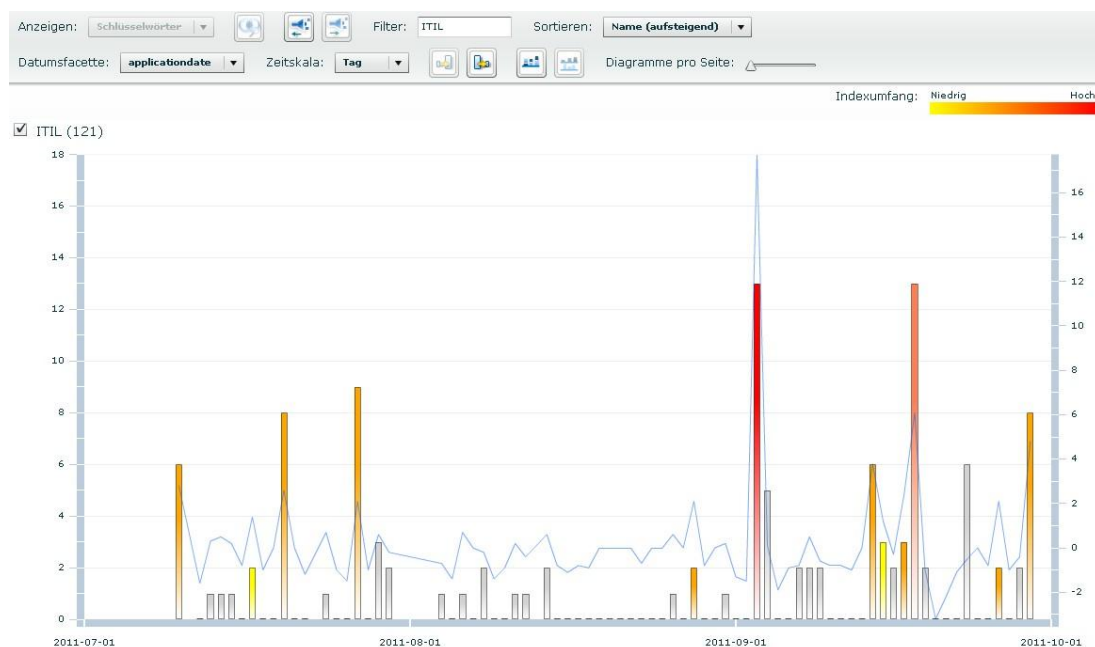 Anzeigen: Schlüsselwörter Filter: ITIL Sortieren: Name (aufsteigend)
Datumsfacette: applicationdate Zeitskala: Tag Diagramme pro Seite:
Indexumfang: Niedrig Hoch
ITIL (121)
18
16 16
14 14
12 12
10 10
8 8
6 6
4 4
2 2
0 0
-2
2011-07-01 2011-08-01 2011-09-01 2011-10-01